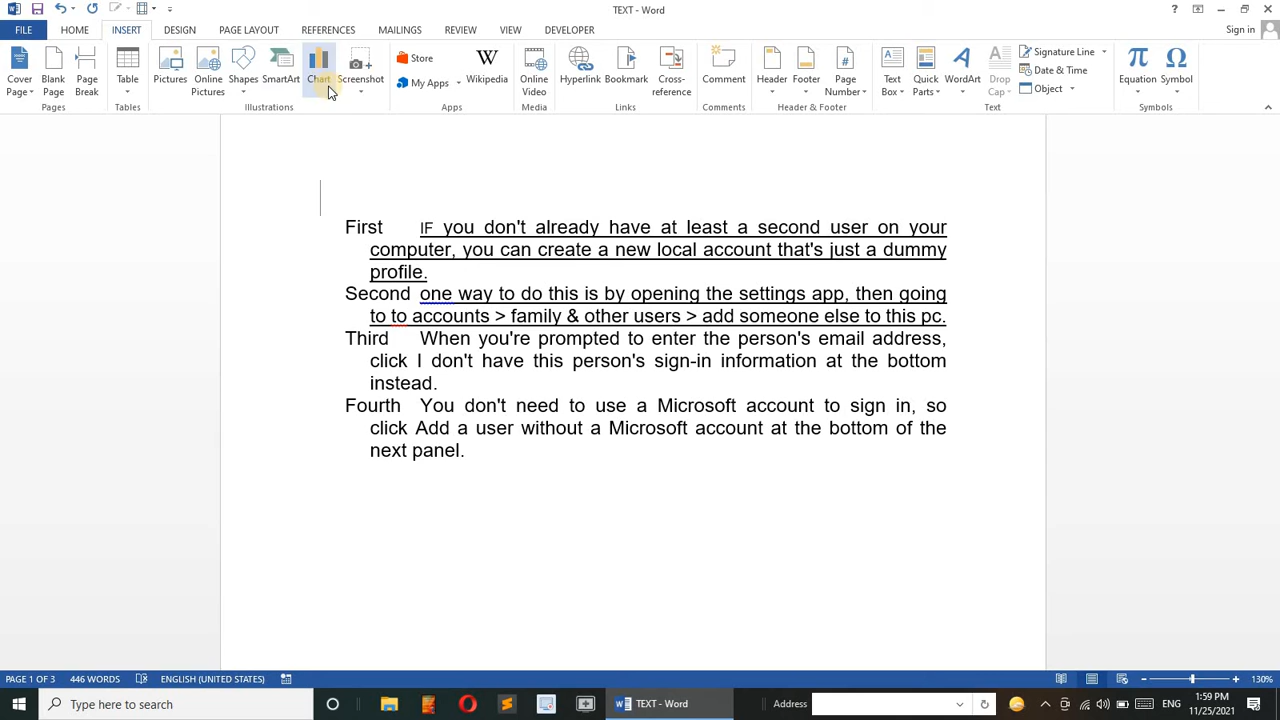 TEXT - Word
?
FILE HOME INSERT DESIGN PAGE LAYOUT REFERENCES MAILINGS REVIEW VIEW DEVELOPER Sign in
Cover Page Blank Page Page Break
Pages
Table
Tables
Pictures Online Pictures Shapes SmartArt Chart Screenshot
Illustrations
Store
My Apps
Wikipedia
Apps
Online Video
Media
Hyperlink Bookmark Cross-reference
Links
Comment
Comments
Header Footer Page Number
Header & Footer
Text Box Quick Parts WordArt Drop Cap
Signature Line
Date & Time
Object
Text
Equation Symbol
Symbols
First IF you don't already have at least a second user on your
computer, you can create a new local account that's just a dummy
profile.
Second one way to do this is by opening the settings app, then going
to to accounts > family & other users > add someone else to this pc.
Third When you're prompted to enter the person's email address,
click I don't have this person's sign-in information at the bottom
instead.
Fourth You don't need to use a Microsoft account to sign in, so
click Add a user without a Microsoft account at the bottom of the
next panel.
PAGE 1 OF 3 446 WORDS ENGLISH (UNITED STATES) 130%
Type here to search
TEXT - Word
Address
ENG
1:59 PM
11/25/2021